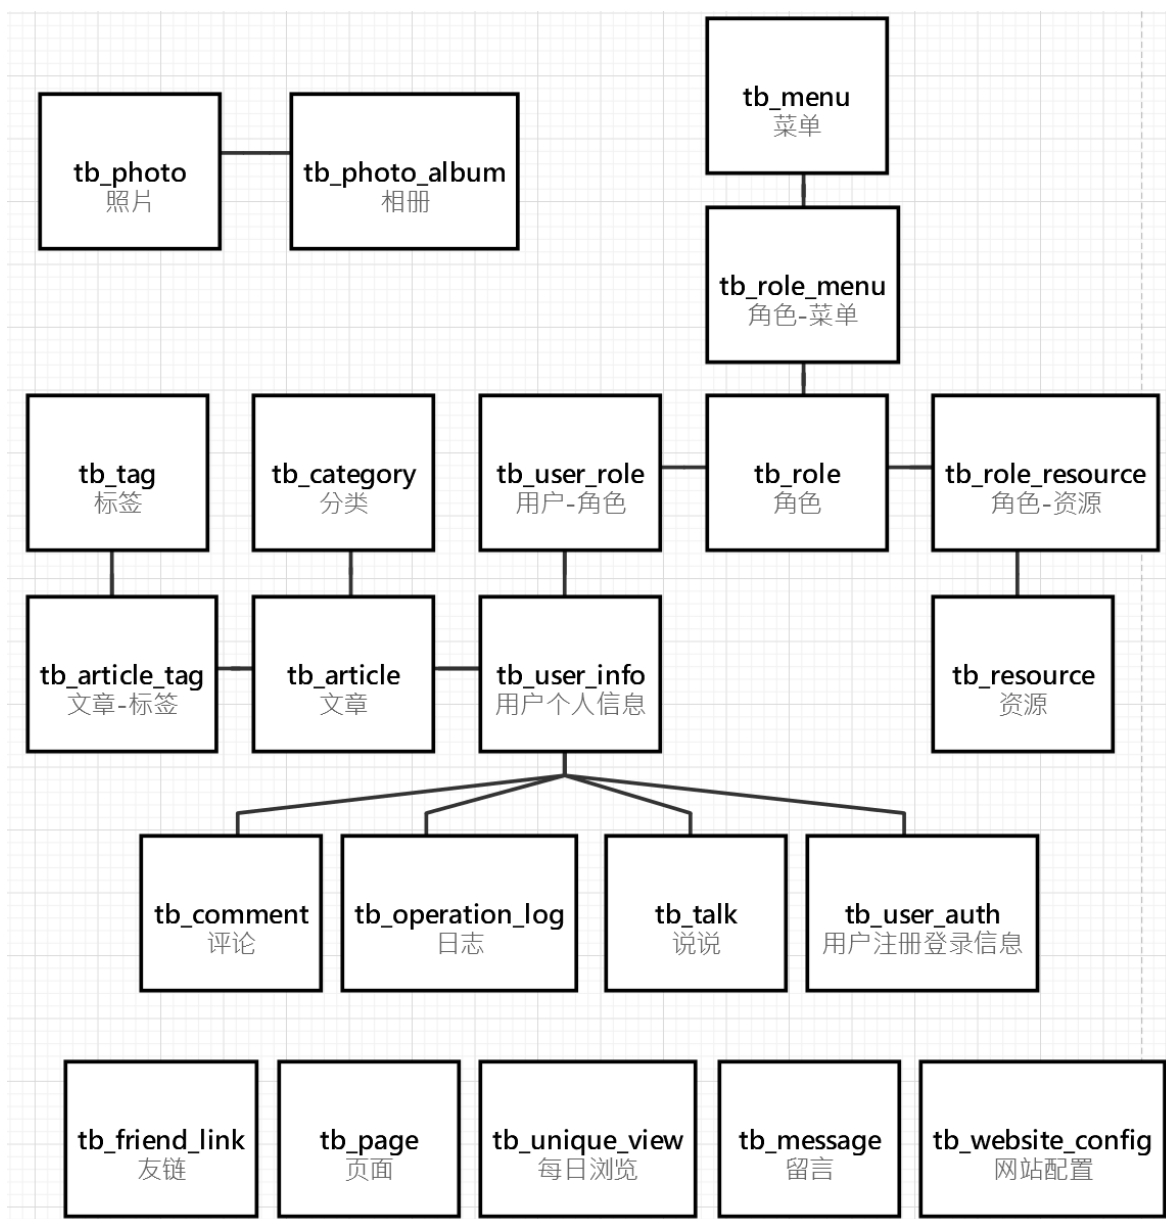 tb_menu
菜单
tb_photo
照片
tb_photo_album
相册
tb_role_menu
角色-菜单
tb_tag
标签
tb_category
分类
tb_user_role
用户-角色
tb_role
角色
tb_role_resource
角色-资源
tb_article_tag
文章-标签
tb_article
文章
tb_user_info
用户个人信息
tb_resource
资源
tb_comment
评论
tb_operation_log
日志
tb_talk
说说
tb_user_auth
用户注册登录信息
tb_friend_link
友链
tb_page
页面
tb_unique_view
每日浏览
tb_message
留言
tb_website_config
网站配置